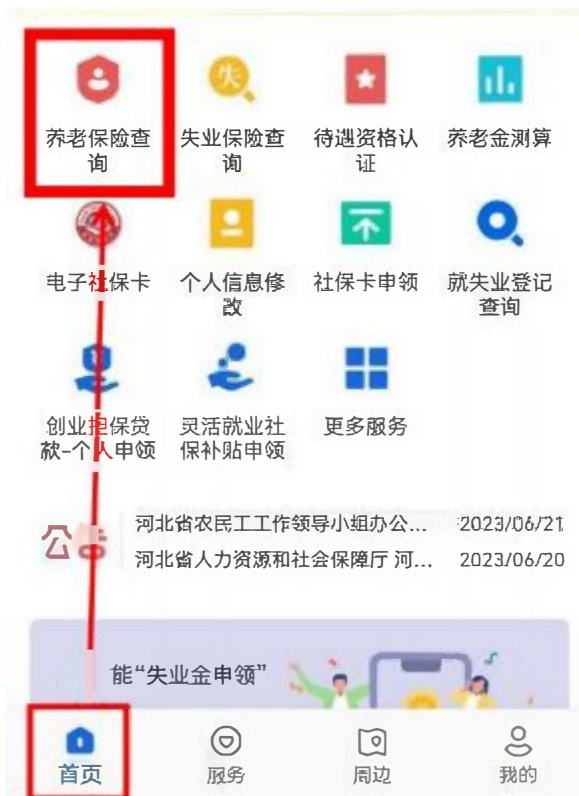 失
养老保险查
询
失业保险查
询
待遇资格认
证
养老金测算
电子社保卡
个人信息修
改
社保卡申领
就失业登记
查询
创业担保贷
款-个人申领
灵活就业社
保补贴申领
更多服务
公告
河北省农民工工作领导小组办公... 2023/06/21
河北省人力资源和社会保障厅 河... 2023/06/20
能“失业金申领”
首页
服务
周边
我的